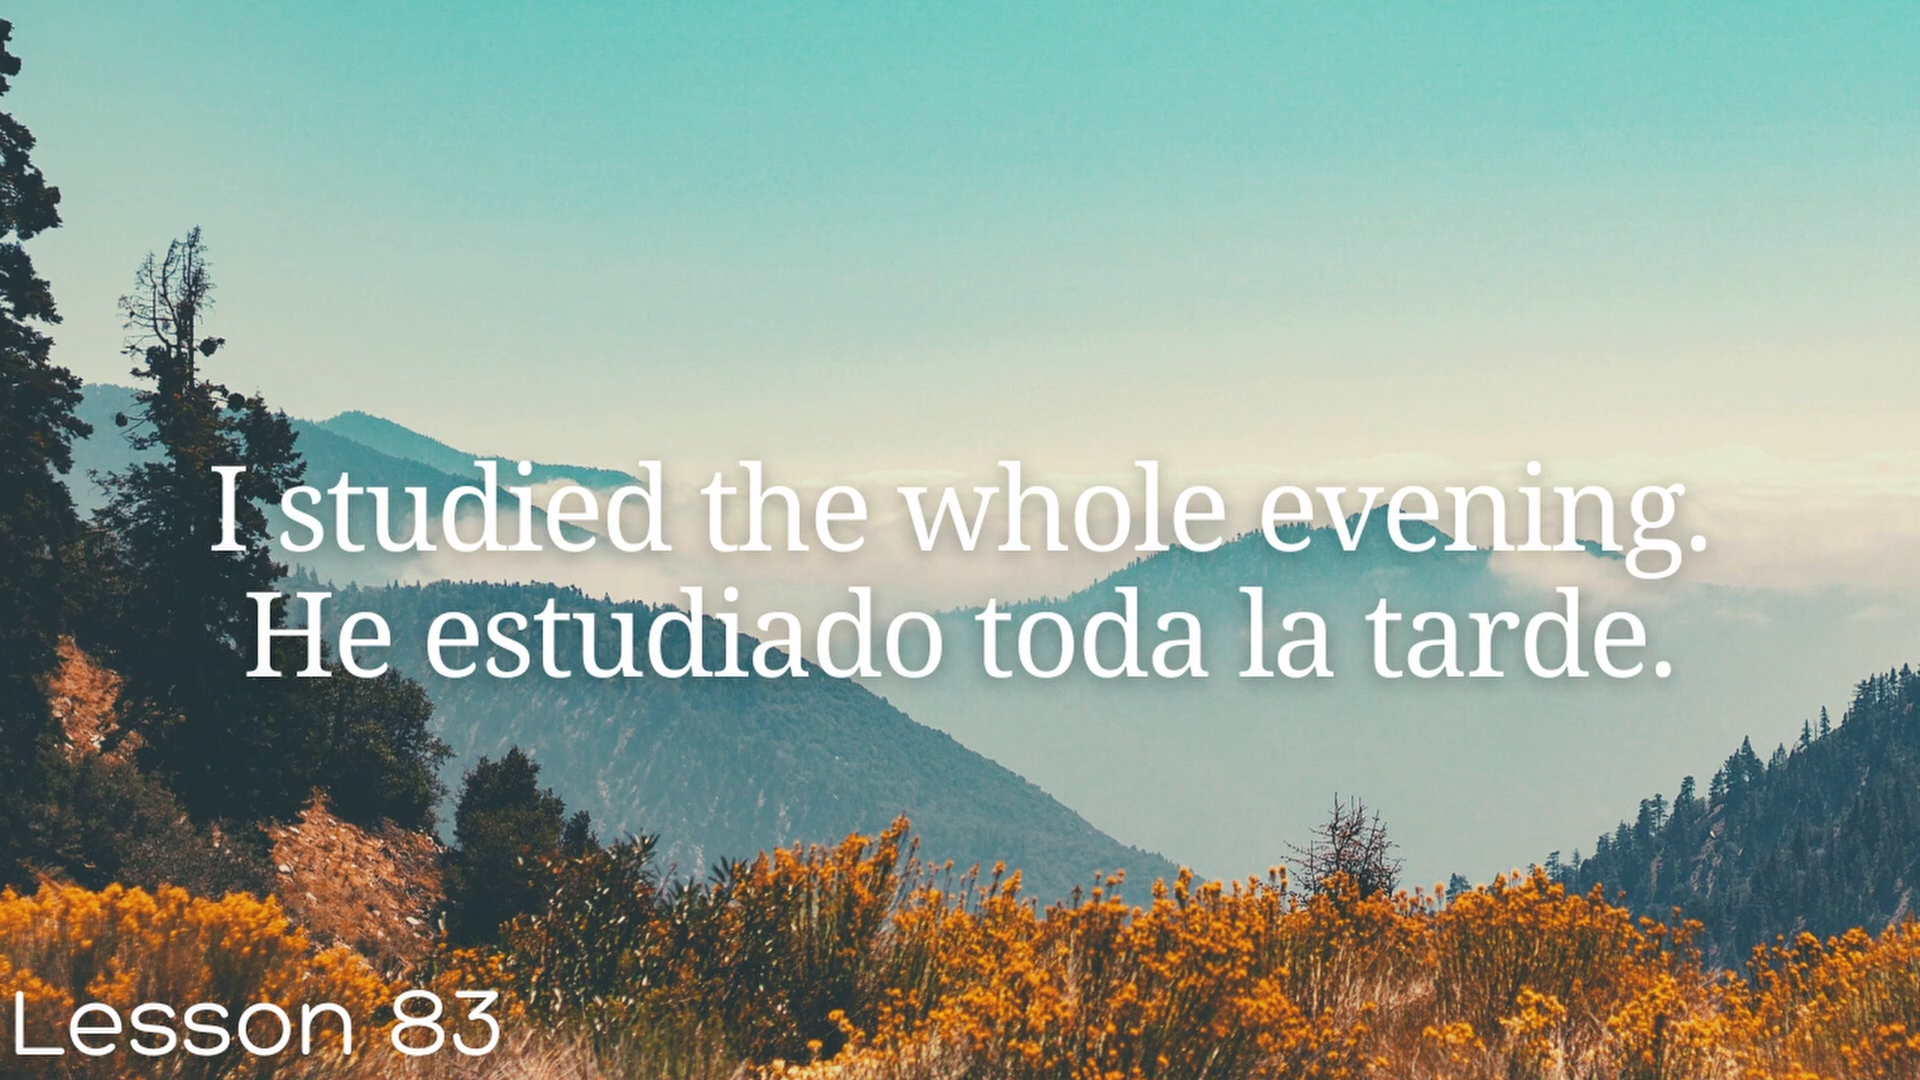 I studied the whole evening.
He estudiado toda la tarde.
Lesson 83